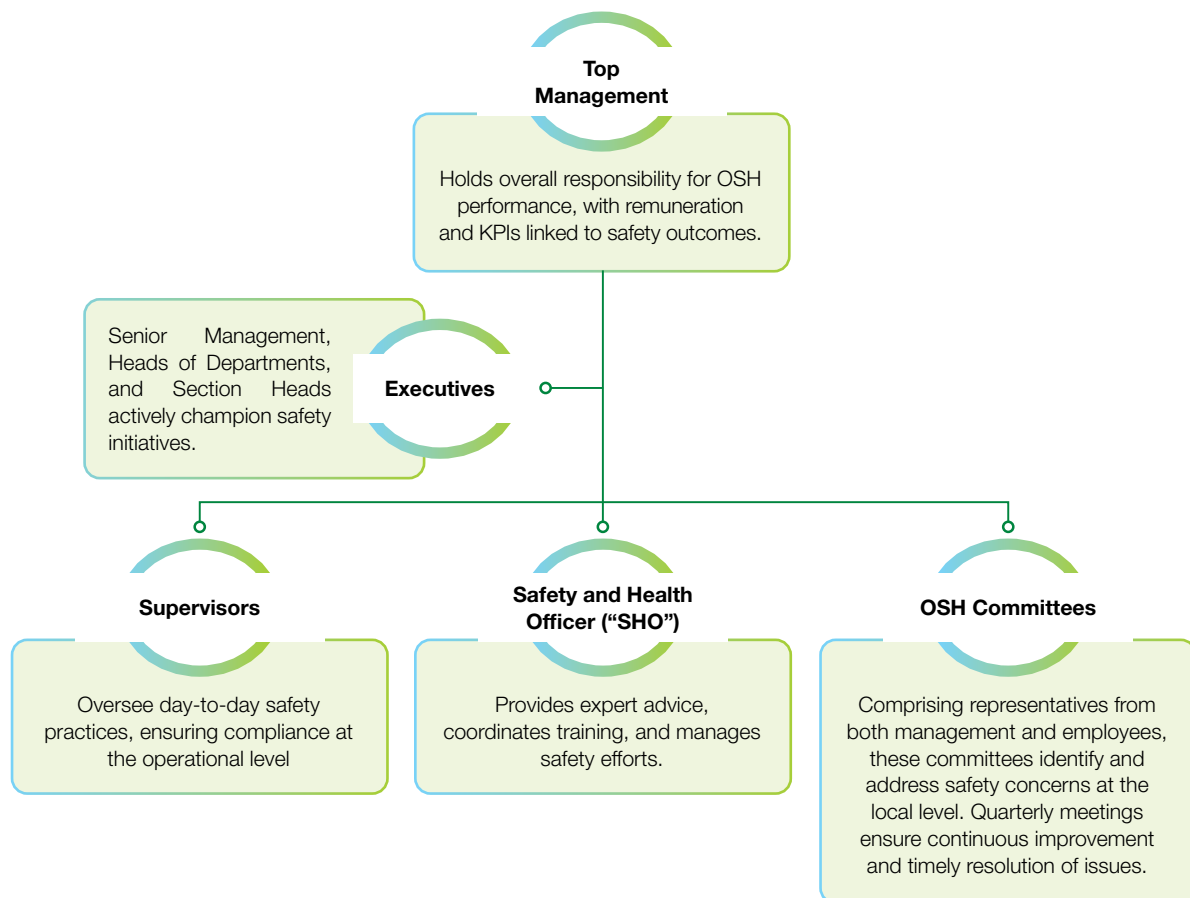 Top
Management
Holds overall responsibility for OSH
performance, with remuneration
and KPIs linked to safety outcomes.
Senior Management,
Heads of Departments,
and Section Heads
actively champion safety
initiatives.
Executives
Supervisors
Oversee day-to-day safety
practices, ensuring compliance at
the operational level
Safety and Health
Officer (“SHO”)
Provides expert advice,
coordinates training, and manages
safety efforts.
OSH Committees
Comprising representatives from
both management and employees,
these committees identify and
address safety concerns at the
local level. Quarterly meetings
ensure continuous improvement
and timely resolution of issues.